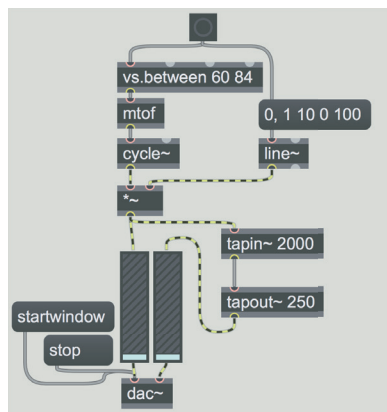 vs.between 60 84
mtof
0, 1 10 0 100
cycle~
line~
*~
tapin~ 2000
tapout~ 250
startwindow
stop
dac~